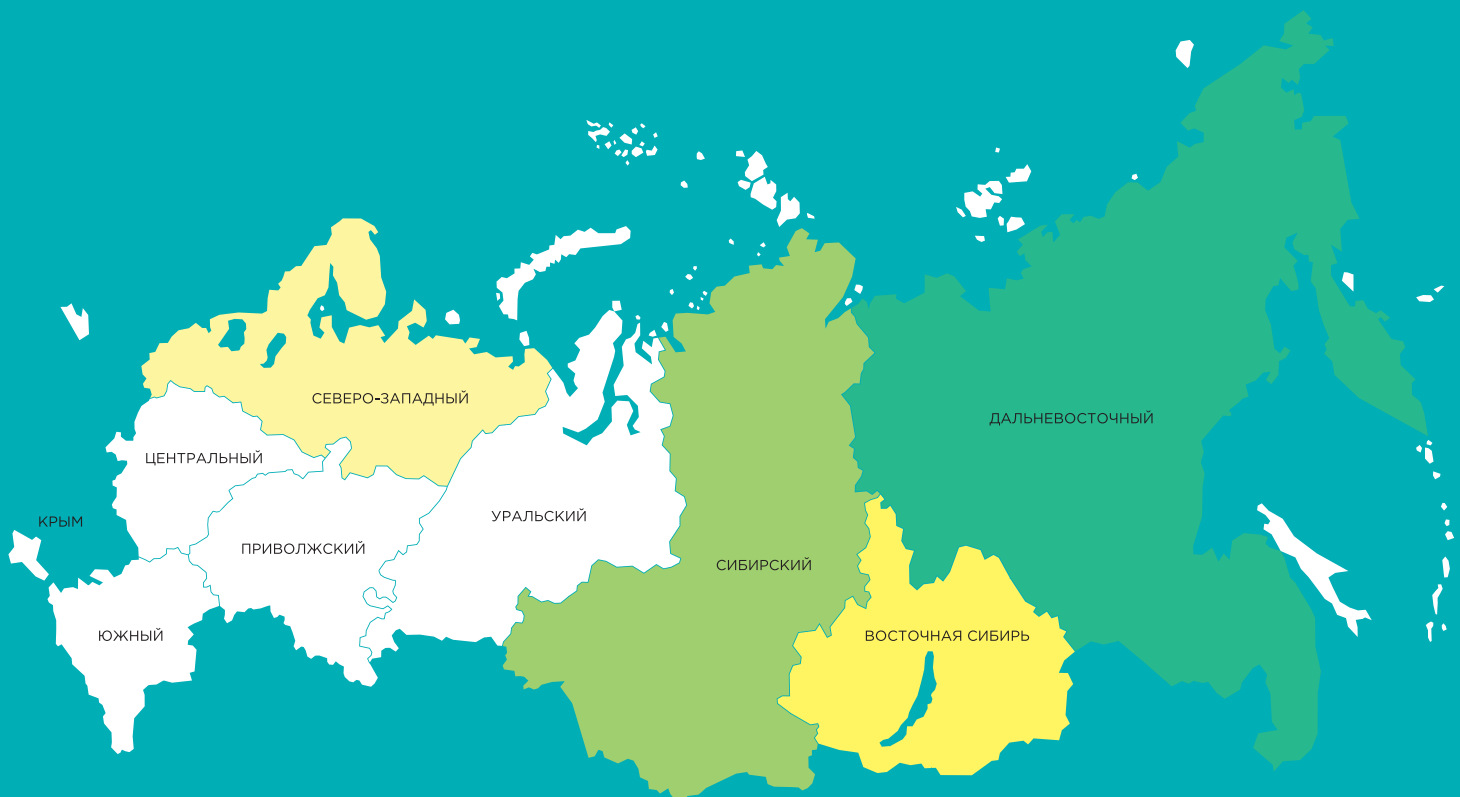 СЕВЕРО-ЗАПАДНЫЙ
ДАЛЬНЕВОСТОЧНЫЙ
ЦЕНТРАЛЬНЫЙ
КРЫМ
УРАЛЬСКИЙ
ПРИВОЛЖСКИЙ
СИБИРСКИЙ
ЮЖНЫЙ
ВОСТОЧНАЯ СИБИРЬ